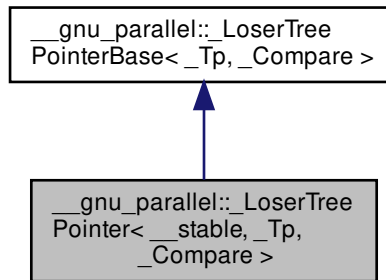 __gnu_parallel::_LoserTree
PointerBase< _Tp, _Compare >
__gnu_parallel::_LoserTree
Pointer< __stable, _Tp,
_Compare >